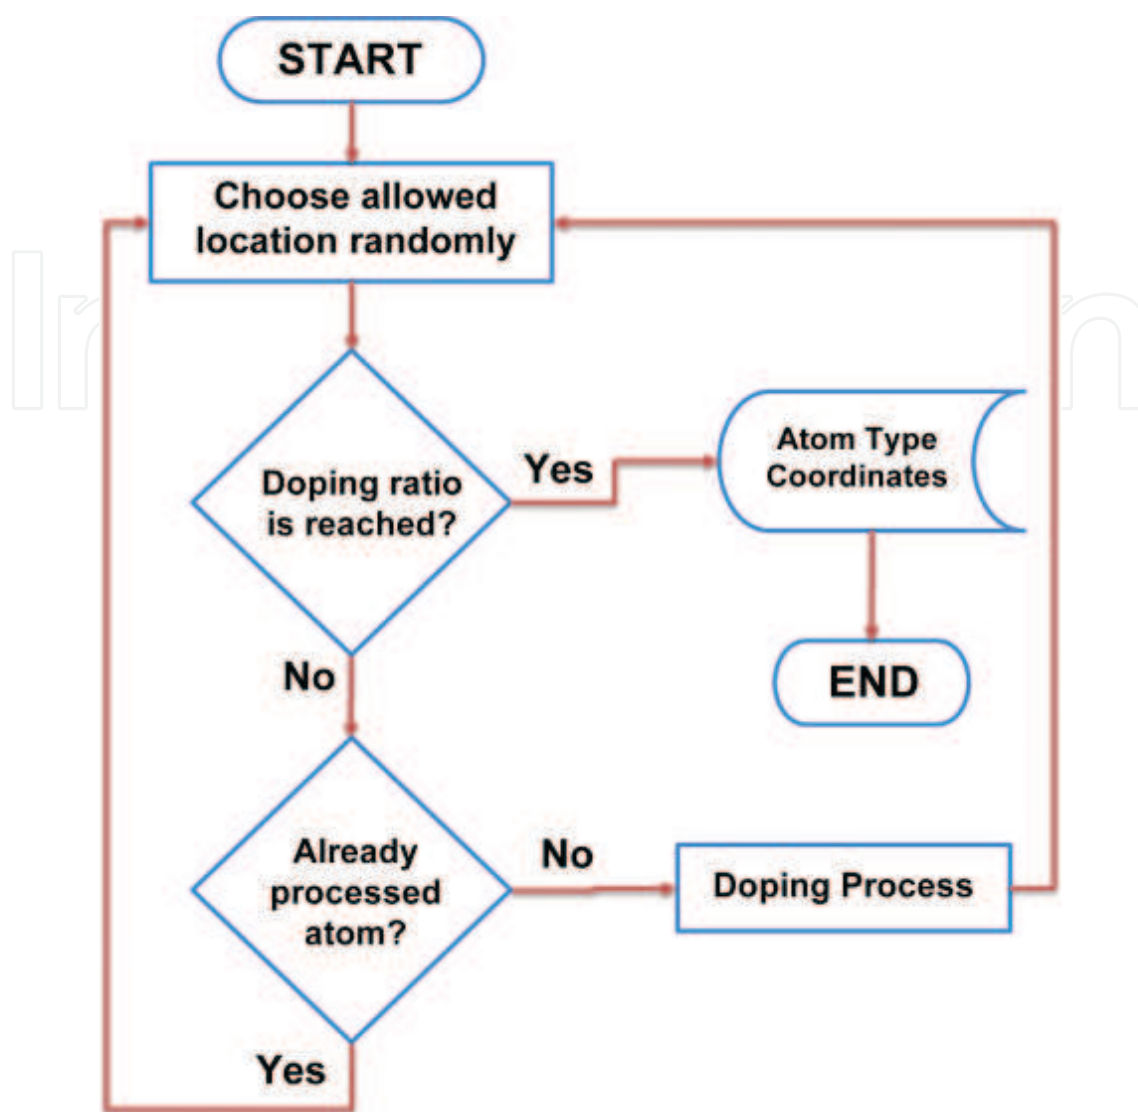 START
Choose allowed
location randomly
Doping ratio
is reached?
Yes
Atom Type
Coordinates
No
END
Already
processed
atom?
No
Doping Process
Yes